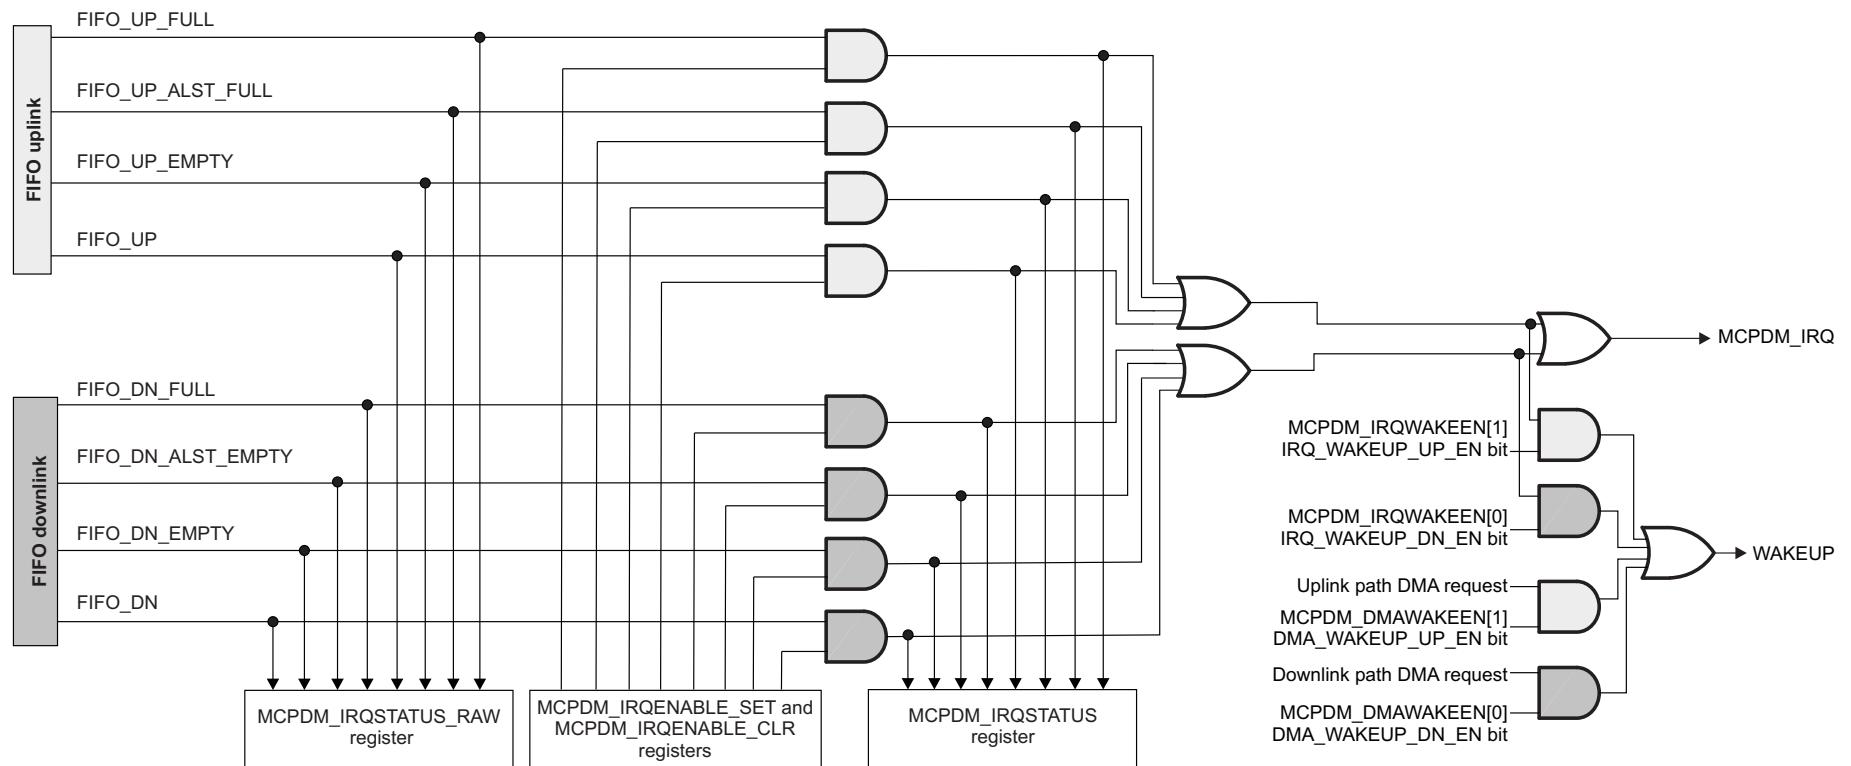 FIFO uplink
FIFO_UP_FULL
FIFO_UP_ALST_FULL
FIFO_UP_EMPTY
FIFO_UP
FIFO downlink
FIFO_DN_FULL
FIFO_DN_ALST_EMPTY
FIFO_DN_EMPTY
FIFO_DN
MCPDM_IRQSTATUS_RAW
register
MCPDM_IRQENABLE_SET and
MCPDM_IRQENABLE_CLR
registers
MCPDM_IRQSTATUS
register
MCPDM_IRQ
MCPDM_IRQWAKEEN[1]
IRQ_WAKEUP_UP_EN bit
MCPDM_IRQWAKEEN[0]
IRQ_WAKEUP_DN_EN bit
Uplink path DMA request
MCPDM_DMAWAKEEN[1]
DMA_WAKEUP_UP_EN bit
Downlink path DMA request
MCPDM_DMAWAKEEN[0]
DMA_WAKEUP_DN_EN bit
WAKEUP